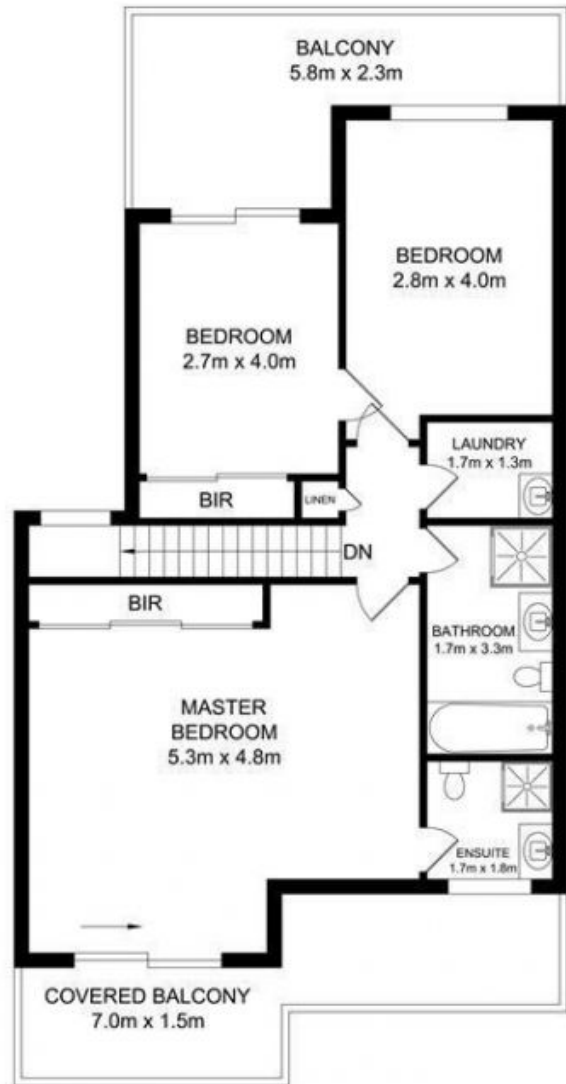 BALCONY
5.8m x 2.3m
BEDROOM
2.8m x 4.0m
BEDROOM
2.7m x 4.0m
LAUNDRY
1.7m x 1.3m
BIR
LINEN
DN
BIR
BATHROOM
1.7m x 3.3m
MASTER
BEDROOM
5.3m x 4.8m
ENSUITE
1.7m x 1.8m
COVERED BALCONY
7.0m x 1.5m